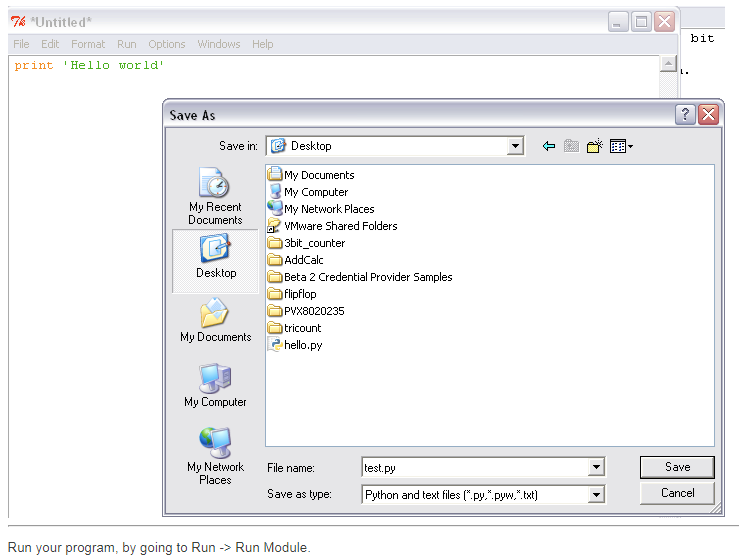 *Untitled*
File Edit Format Run Options Windows Help
bit
print 'Hello world'
Save As
Save in: Desktop
My Recent Documents
Desktop
My Documents
My Computer
My Network Places
My Documents
My Computer
My Network Places
VMware Shared Folders
3bit_counter
AddCalc
Beta 2 Credential Provider Samples
flipflop
PVX8020235
tricount
hello.py
File name: test.py Save
Save as type: Python and text files (*.py,*.pyw,*.txt) Cancel
Run your program, by going to Run -> Run Module.